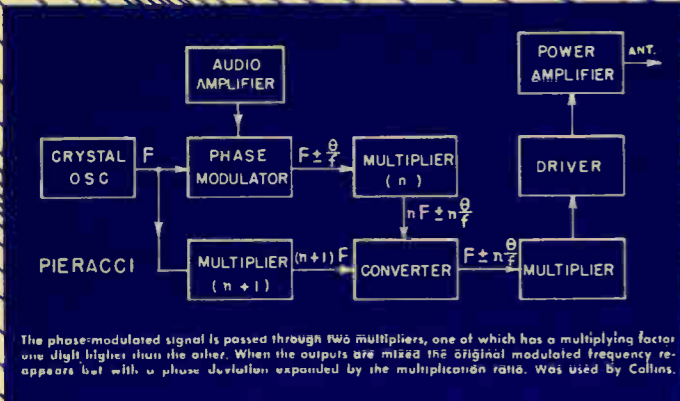 AUDIO
AMPLIFIER
POWER
AMPLIFIER
ANT.
CRYSTAL
OSC
F
PHASE
MODULATOR
F ± θ/f
MULTIPLIER
(n)
DRIVER
nF ± n θ/f
PIERACCI
MULTIPLIER
(n+1)
(n+1) F
CONVERTER
F ± n θ/f
MULTIPLIER
The phase-modulated signal is passed through two multipliers, one of which has a multiplying factor
one digit higher than the other. When the outputs are mixed the original modulated frequency re-
appears but with a phase deviation expanded by the multiplication ratio. Was used by Collins.